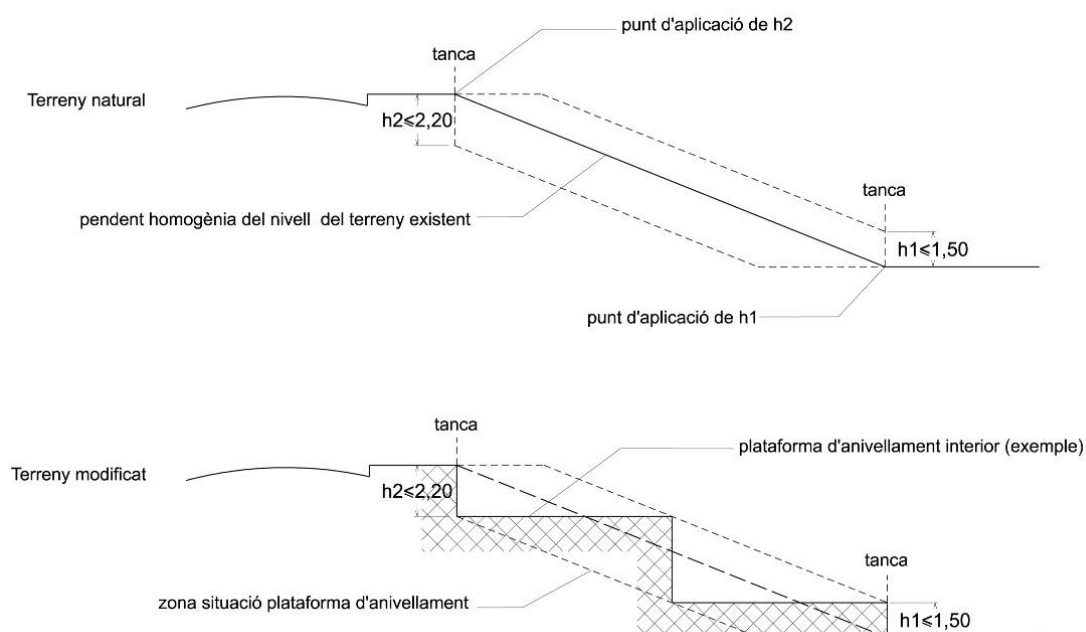 punt d'aplicació de h2
tanca
Terreny natural
h2≤2,20
tanca
pendent homogènia del nivell del terreny existent
h1≤1,50
punt d'aplicació de h1
tanca
plataforma d'anivellament interior (exemple)
Terreny modificat
h2≤2,20
tanca
zona situació plataforma d'anivellament
h1≤1,50